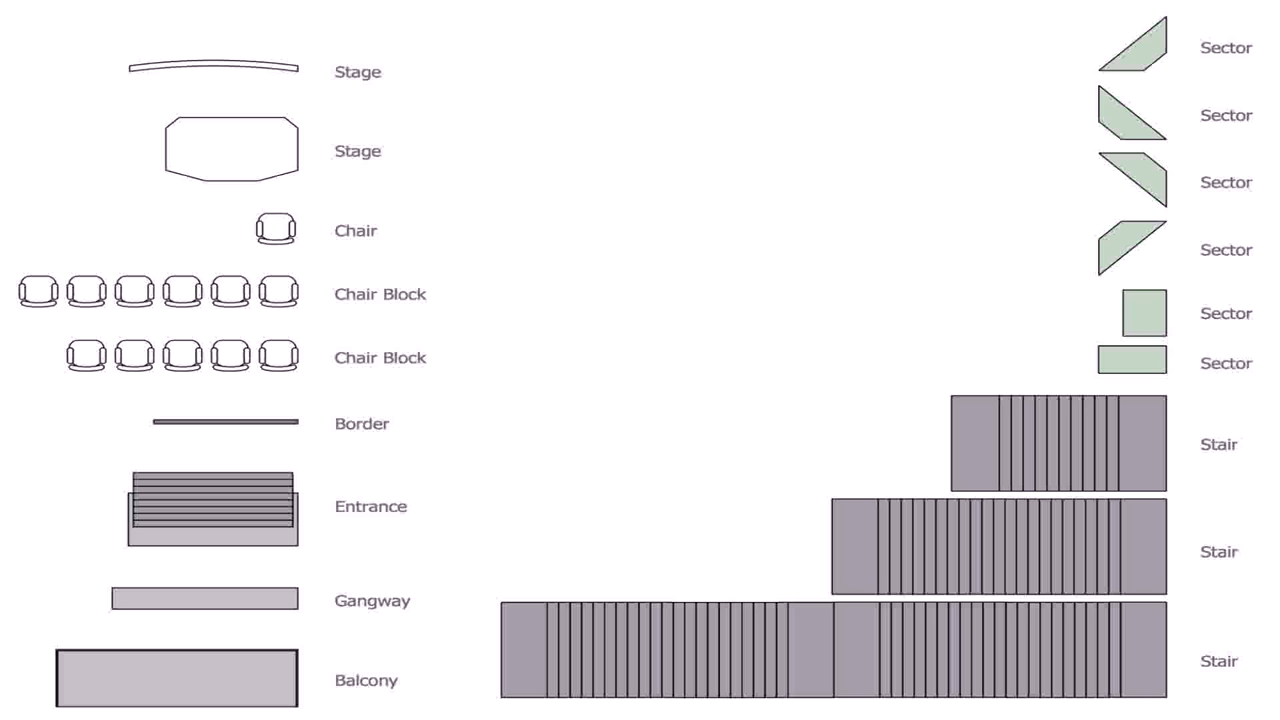 Stage
Stage
Chair
Chair Block
Chair Block
Border
Entrance
Gangway
Balcony
Sector
Sector
Sector
Sector
Sector
Sector
Stair
Stair
Stair